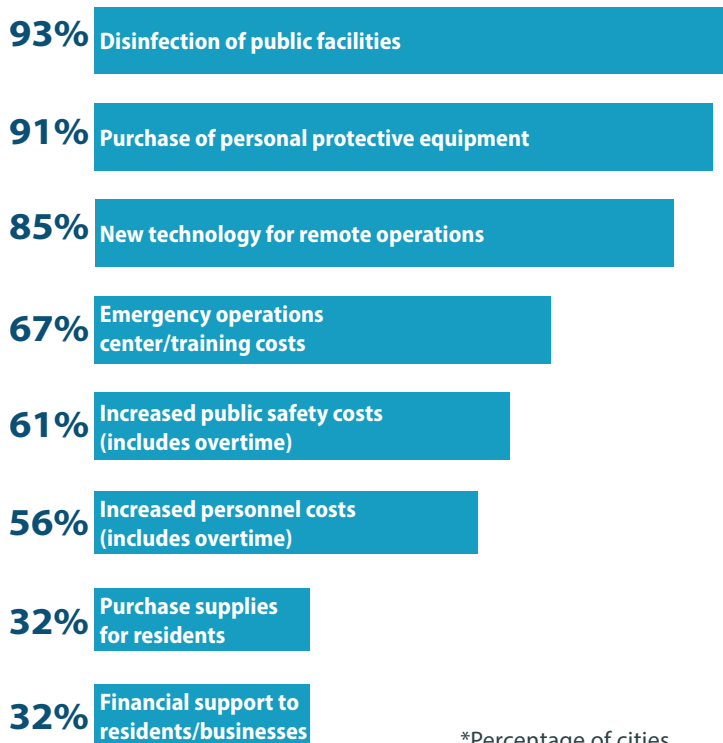 93% Disinfection of public facilities
91% Purchase of personal protective equipment
85% New technology for remote operations
67% Emergency operations
center/training costs
61% Increased public safety costs
(includes overtime)
56% Increased personnel costs
(includes overtime)
32% Purchase supplies
for residents
32% Financial support to
residents/businesses
*Percentage of cities